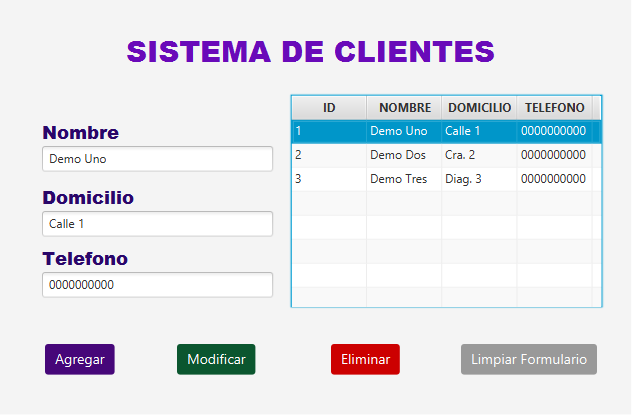 SISTEMA DE CLIENTES
Nombre
Demo Uno
Domicilio
Calle 1
Telefono
0000000000
ID NOMBRE DOMICILIO TELEFONO
1 Demo Uno Calle 1 0000000000
2 Demo Dos Cra. 2 0000000000
3 Demo Tres Diag. 3 0000000000
Agregar Modificar Eliminar Limpiar Formulario